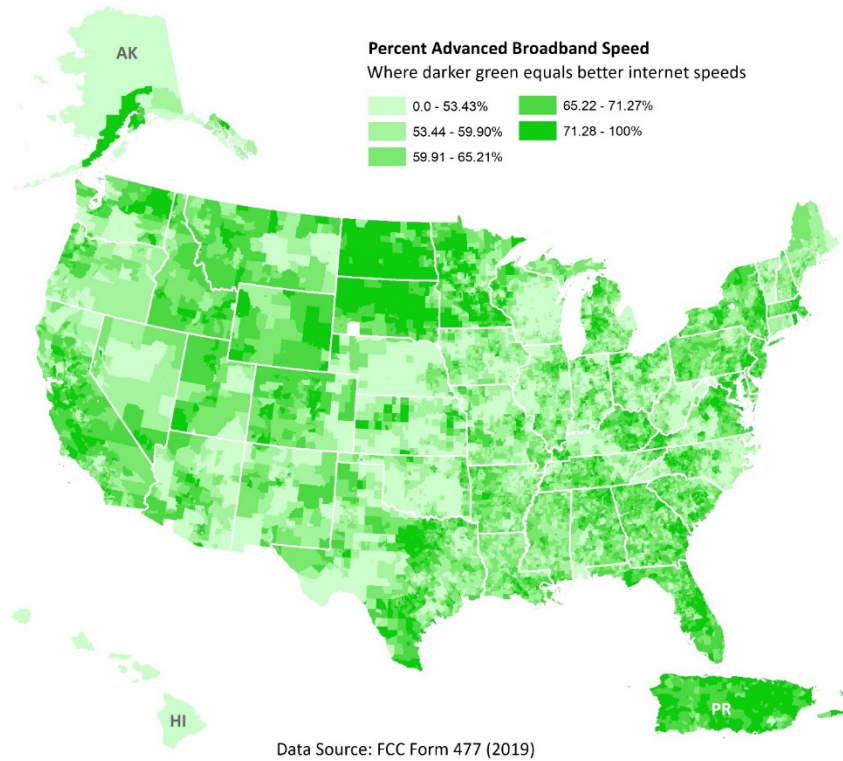 AK
Percent Advanced Broadband Speed
Where darker green equals better internet speeds
0.0 - 53.43%
65.22 - 71.27%
53.44 - 59.90%
71.28 - 100%
59.91 - 65.21%
HI
PR
Data Source: FCC Form 477 (2019)